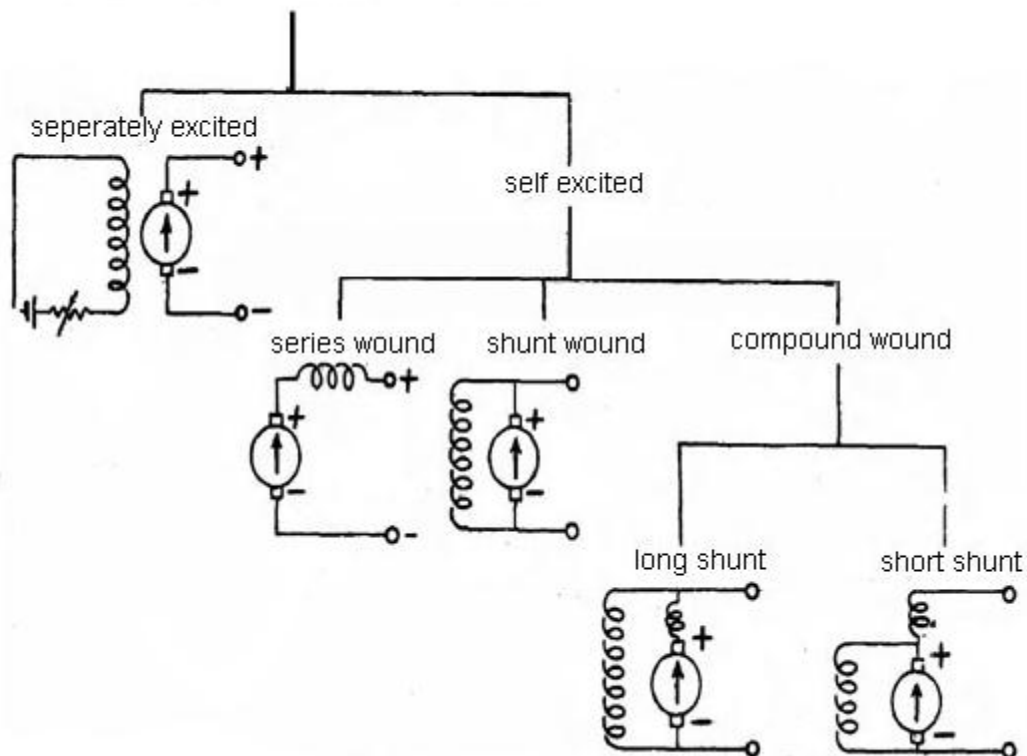 seperately excited
self excited
series wound
shunt wound
compound wound
long shunt
short shunt